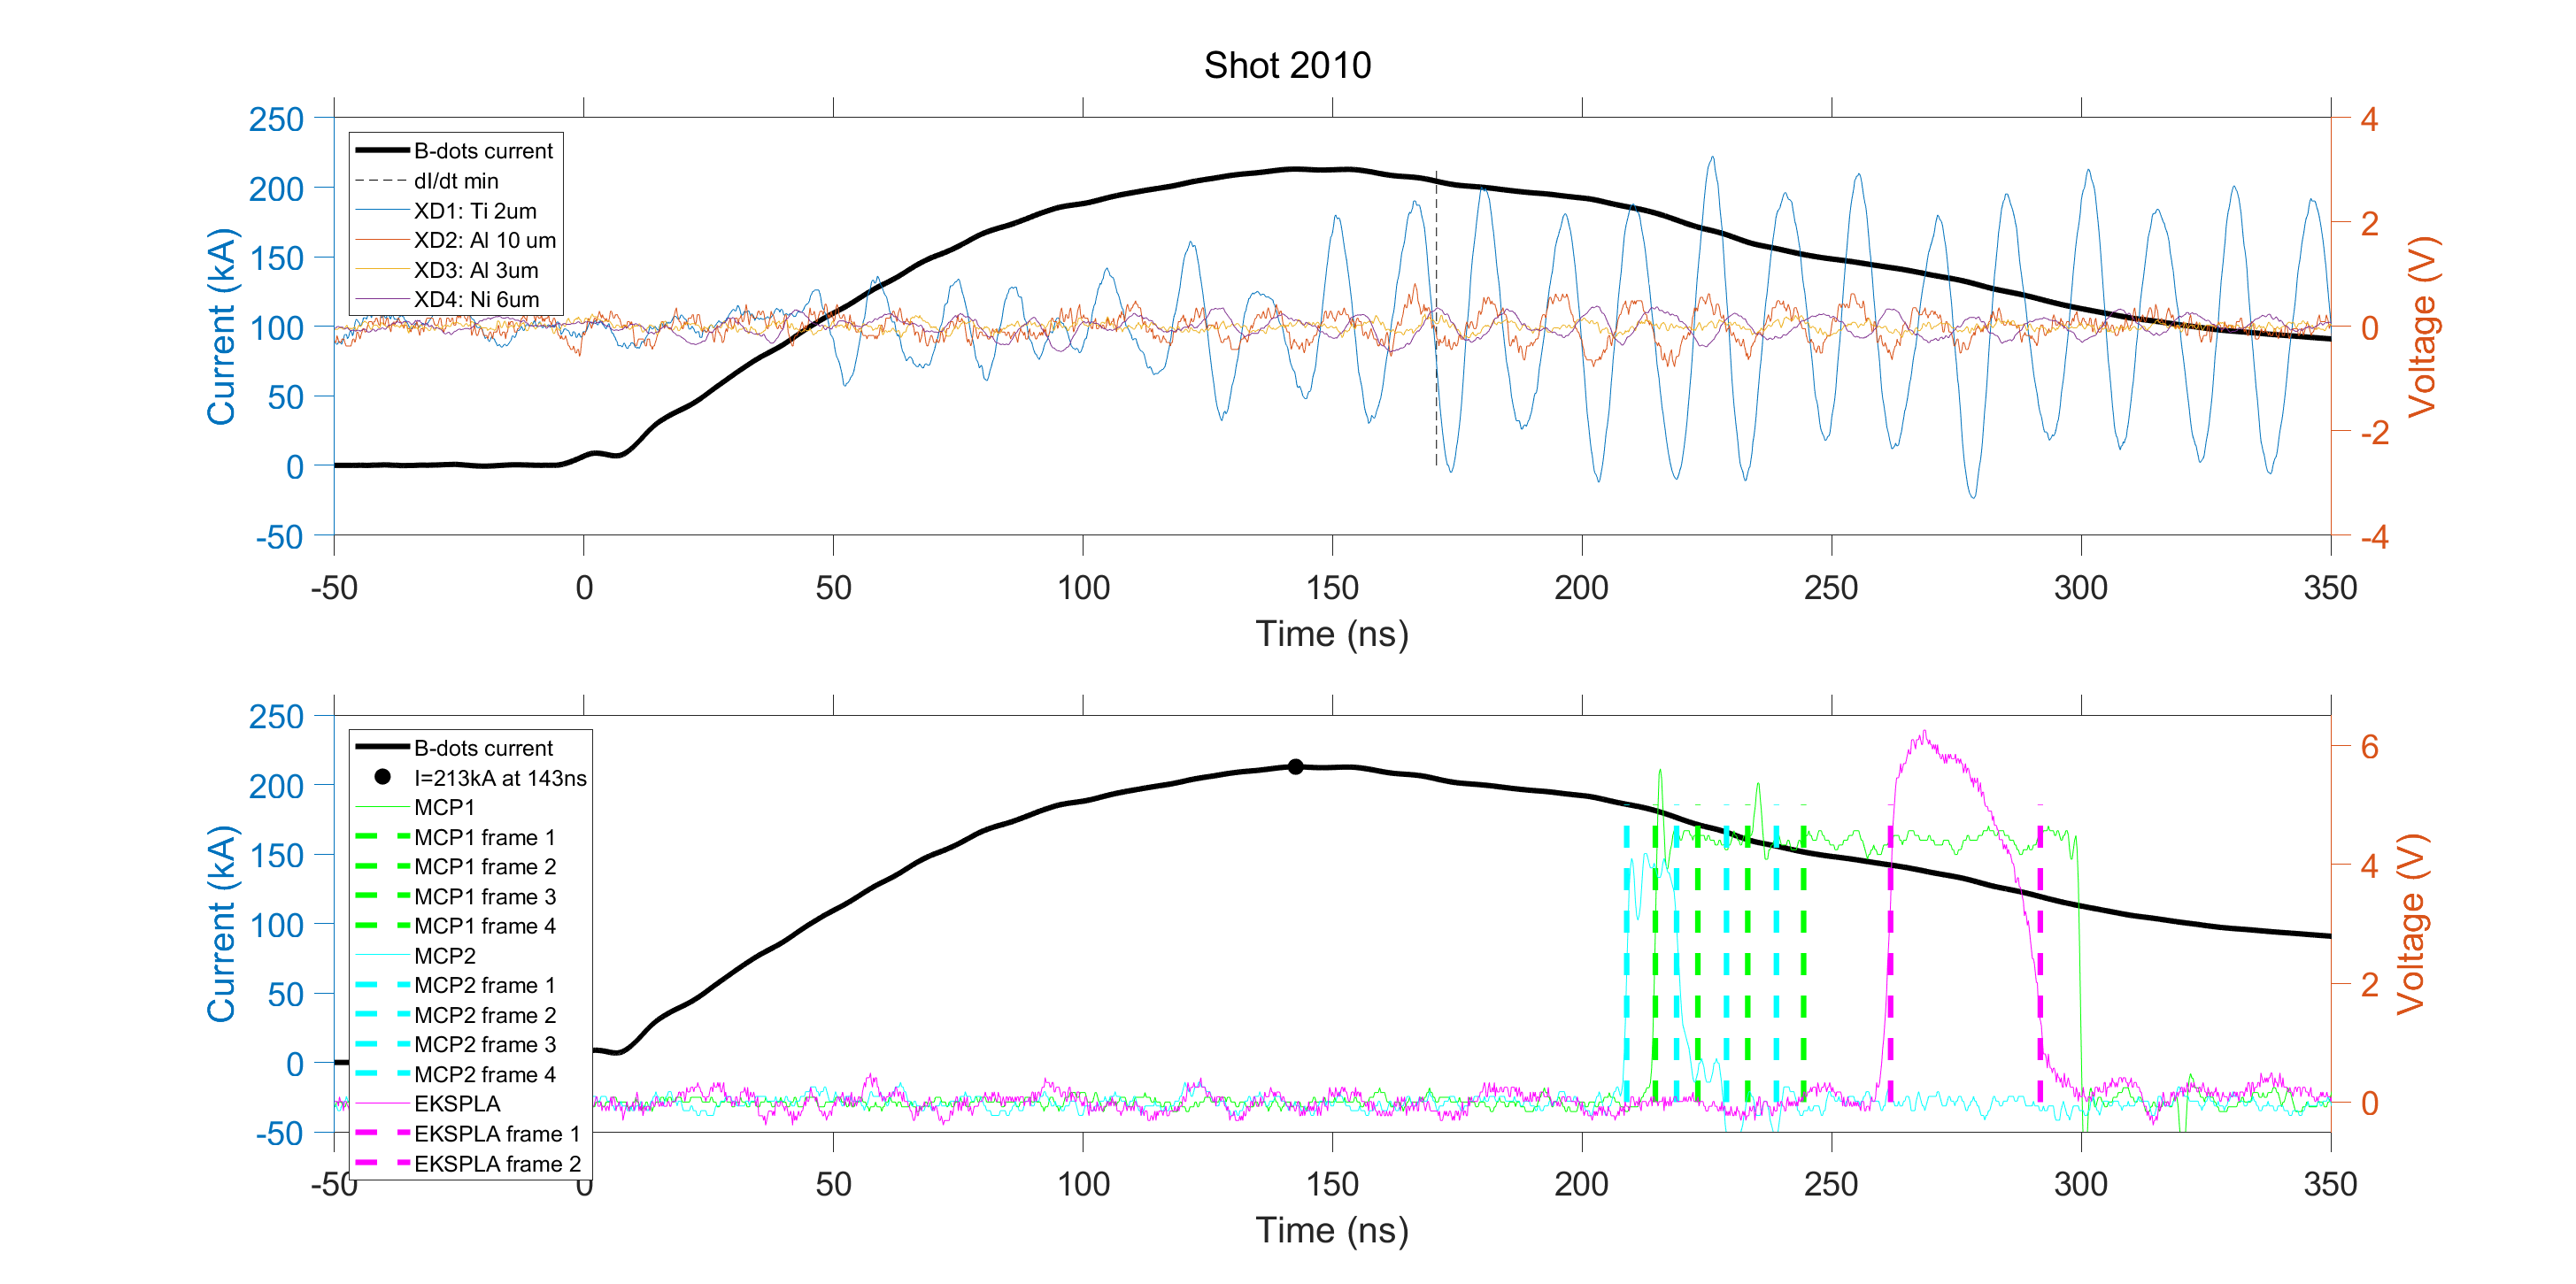 Shot 2010
250
200
150
100
50
0
-50
Current (kA)
B-dots current
dI/dt min
XD1: Ti 2um
XD2: Al 10 um
XD3: Al 3um
XD4: Ni 6um
4
2
0
-2
-4
Voltage (V)
-50 0 50 100 150 200 250 300 350
Time (ns)
250
200
150
100
50
0
-50
Current (kA)
B-dots current
I=213kA at 143ns
MCP1
MCP1 frame 1
MCP1 frame 2
MCP1 frame 3
MCP1 frame 4
MCP2
MCP2 frame 1
MCP2 frame 2
MCP2 frame 3
MCP2 frame 4
EKSPLA
EKSPLA frame 1
EKSPLA frame 2
6
4
2
0
Voltage (V)
-50 0 50 100 150 200 250 300 350
Time (ns)